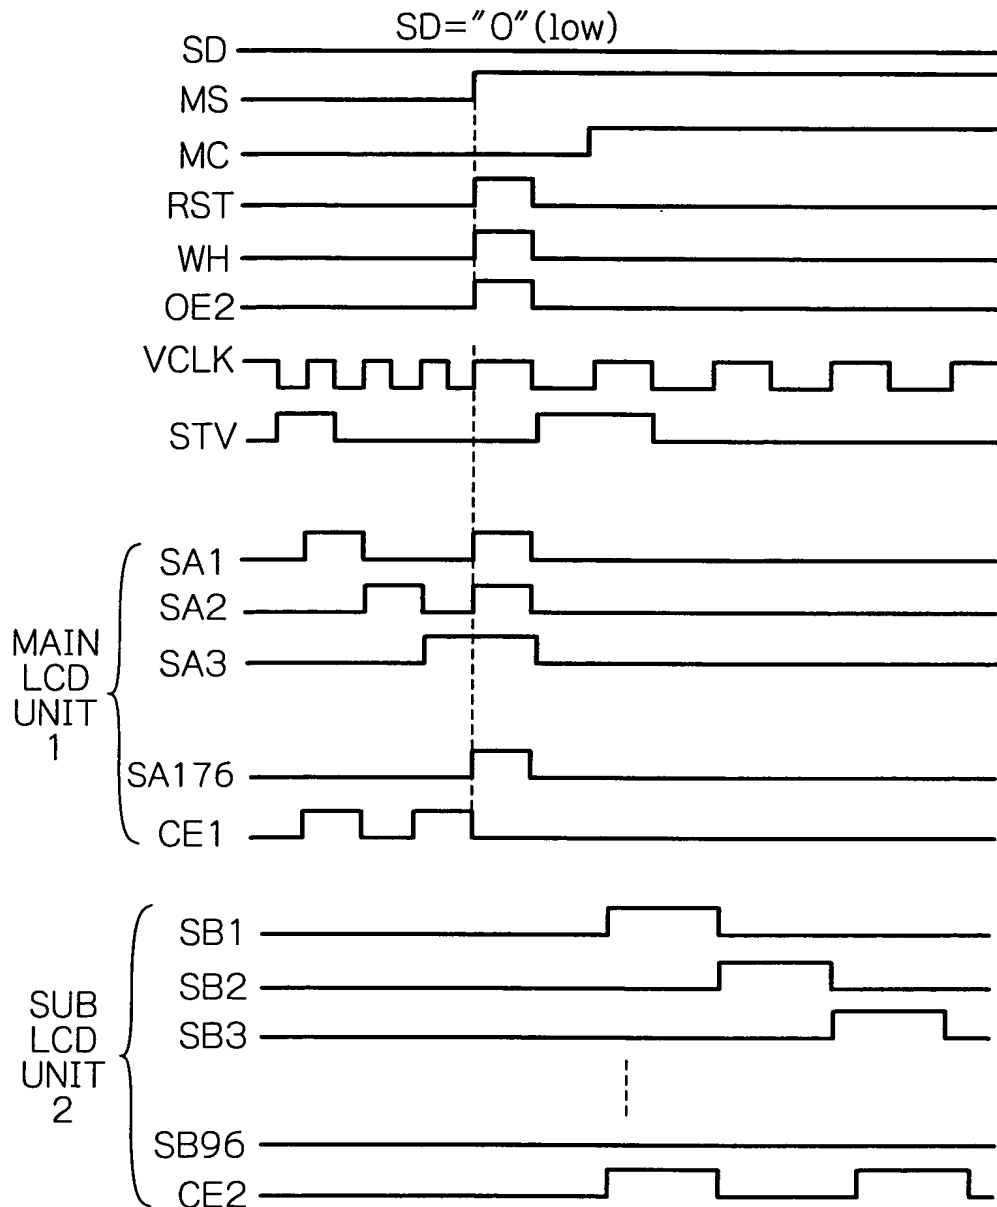 SD="0"(low)
SD
MS
MC
RST
WH
OE2
VCLK
STV
MAIN
LCD
UNIT
1
SA1
SA2
SA3
SA176
CE1
SUB
LCD
UNIT
2
SB1
SB2
SB3
SB96
CE2